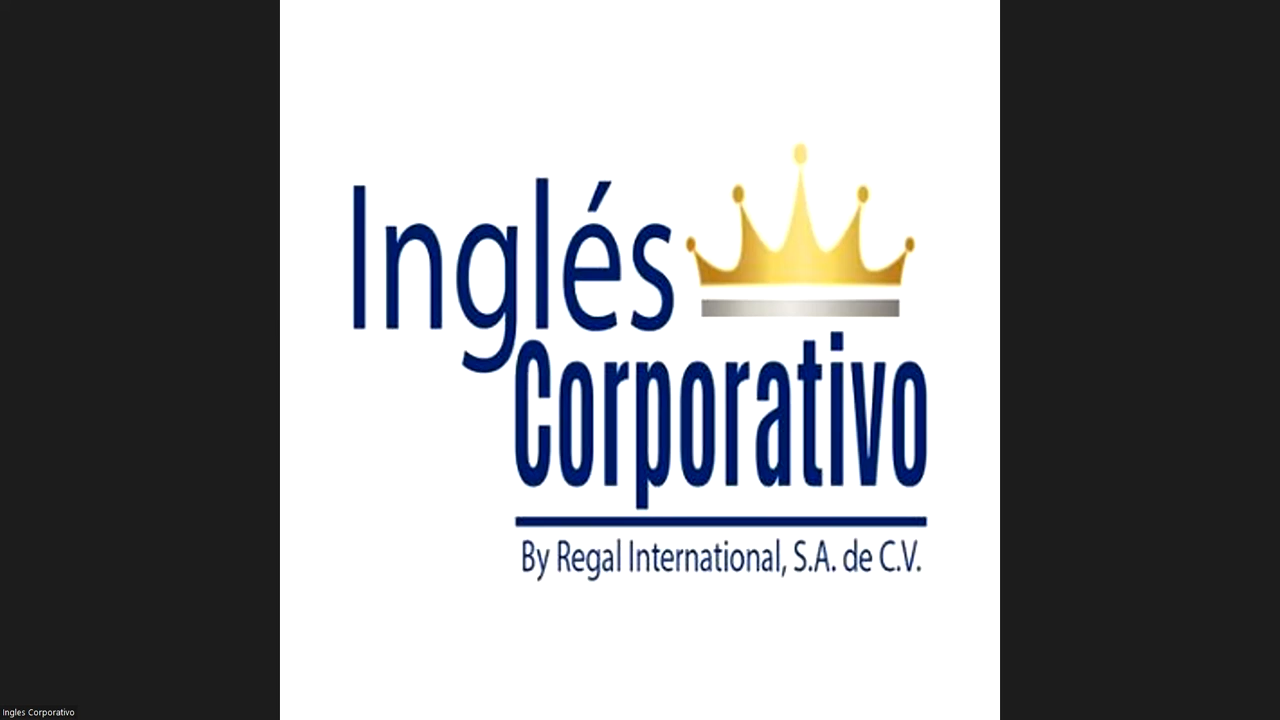 Inglés
Corporativo
By Regal International, S.A. de C.V.
Ingles Corporativo